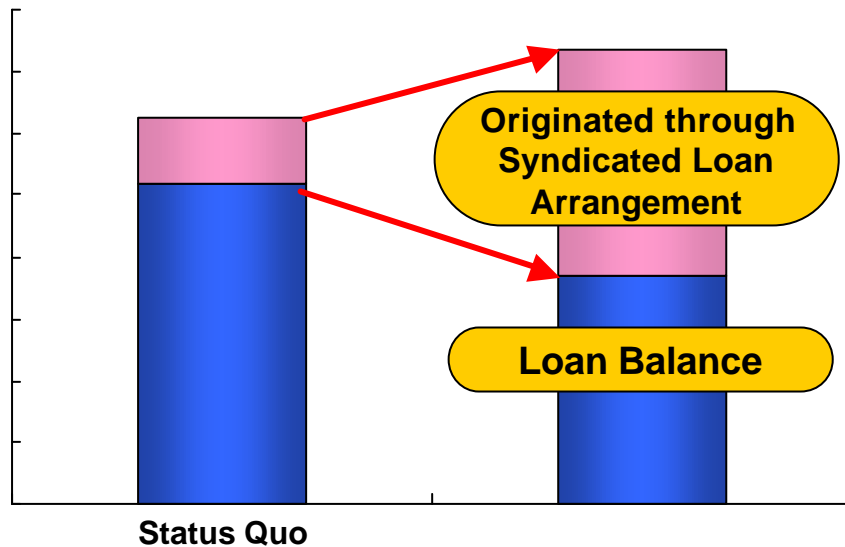 Originated through
Syndicated Loan
Arrangement
Loan Balance
Status Quo